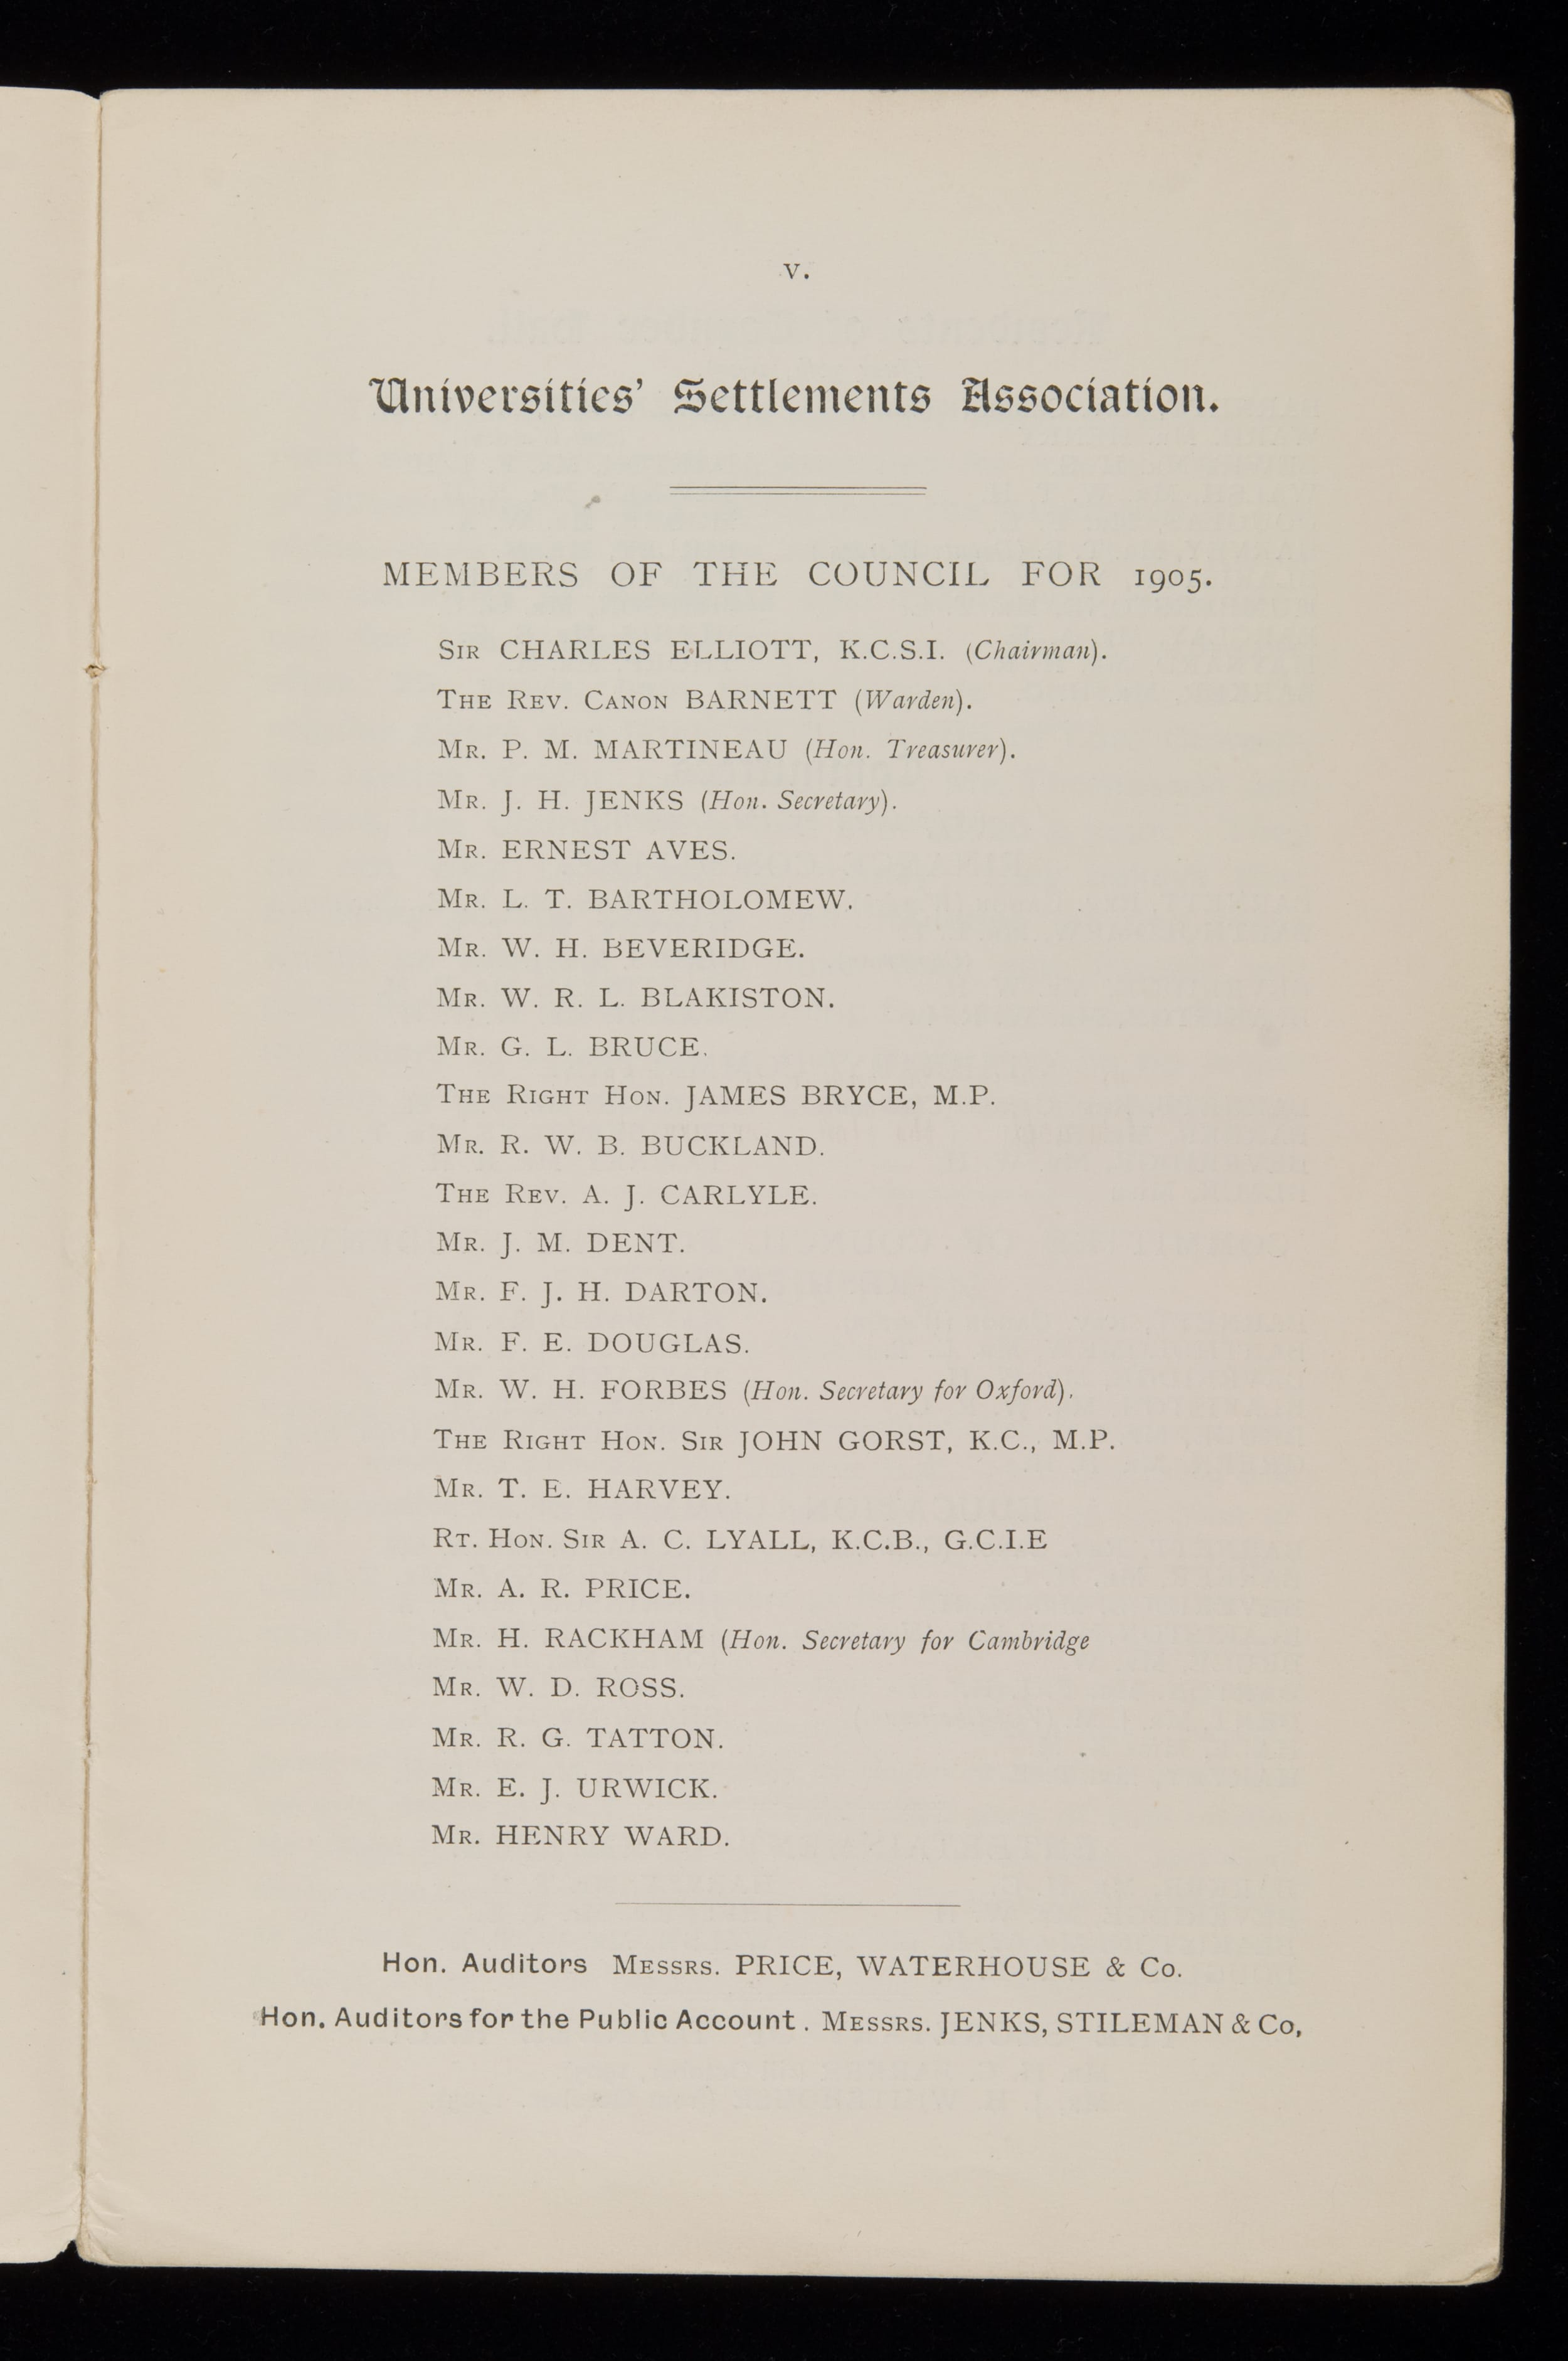 v.
Universities' Settlements Association.
MEMBERS OF THE COUNCIL FOR 1905.
SIR CHARLES ELLIOTT, K.C.S.I. (Chairman).
THE REV. CANON BARNETT (Warden).
MR. P. M. MARTINEAU (Hon. Treasurer).
MR. J. H. JENKS (Hon. Secretary).
MR. ERNEST AVES.
MR. L. T. BARTHOLOMEW.
MR. W. H. BEVERIDGE.
MR. W. R. L. BLAKISTON.
MR. G. L. BRUCE.
THE RIGHT HON. JAMES BRYCE, M.P.
MR. R. W. B. BUCKLAND.
THE REV. A. J. CARLYLE.
MR. J. M. DENT.
MR. F. J. H. DARTON.
MR. F. E. DOUGLAS.
MR. W. H. FORBES (Hon. Secretary for Oxford).
THE RIGHT HON. SIR JOHN GORST, K.C., M.P.
MR. T. E. HARVEY.
RT. HON. SIR A. C. LYALL, K.C.B., G.C.I.E
MR. A. R. PRICE.
MR. H. RACKHAM (Hon. Secretary for Cambridge
MR. W. D. ROSS.
MR. R. G. TATTON.
MR. E. J. URWICK.
MR. HENRY WARD.
Hon. Auditors MESSRS. PRICE, WATERHOUSE & Co.
Hon. Auditors for the Public Account. MESSRS. JENKS, STILEMAN & Co,